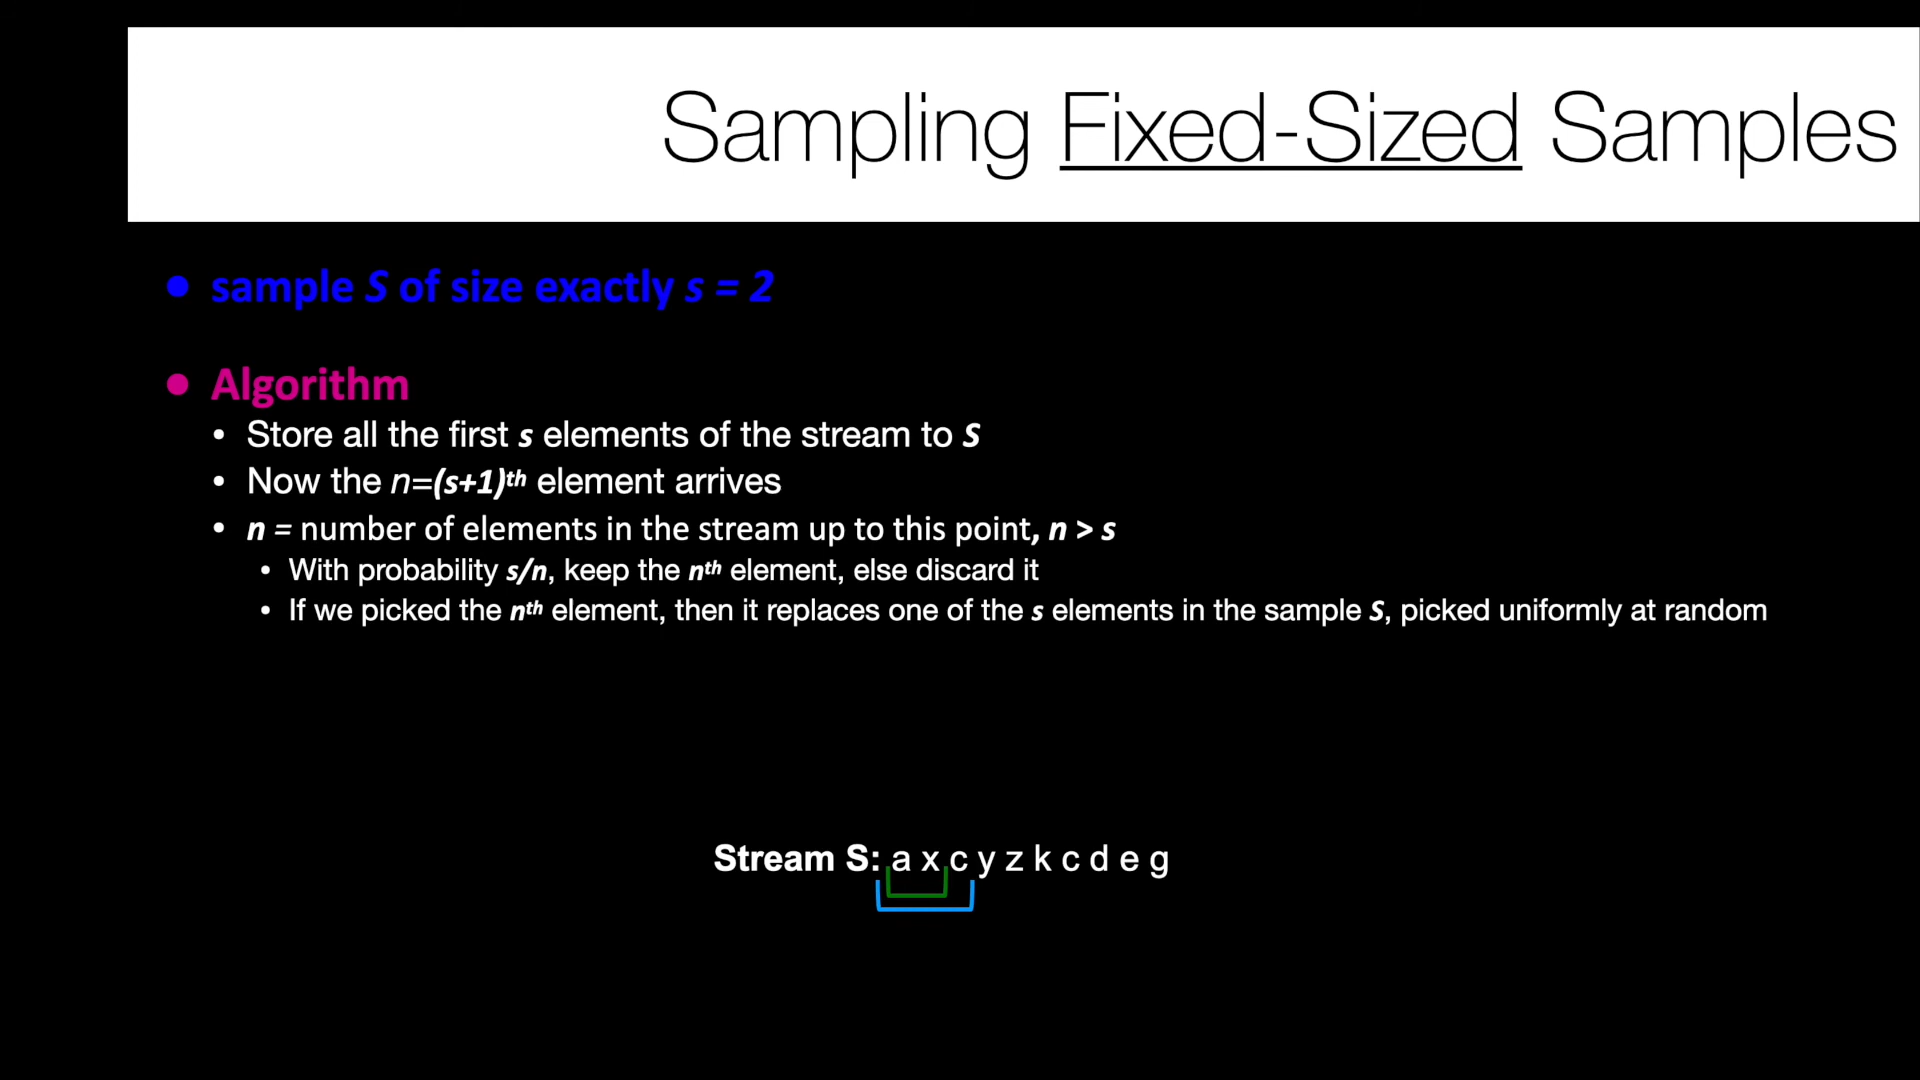 Sampling Fixed-Sized Samples
● sample S of size exactly s = 2
● Algorithm
• Store all the first s elements of the stream to S
• Now the n=(s+1)th element arrives
• n = number of elements in the stream up to this point, n > s
• With probability s/n, keep the nth element, else discard it
• If we picked the nth element, then it replaces one of the s elements in the sample S, picked uniformly at random
Stream S: a x c y z k c d e g